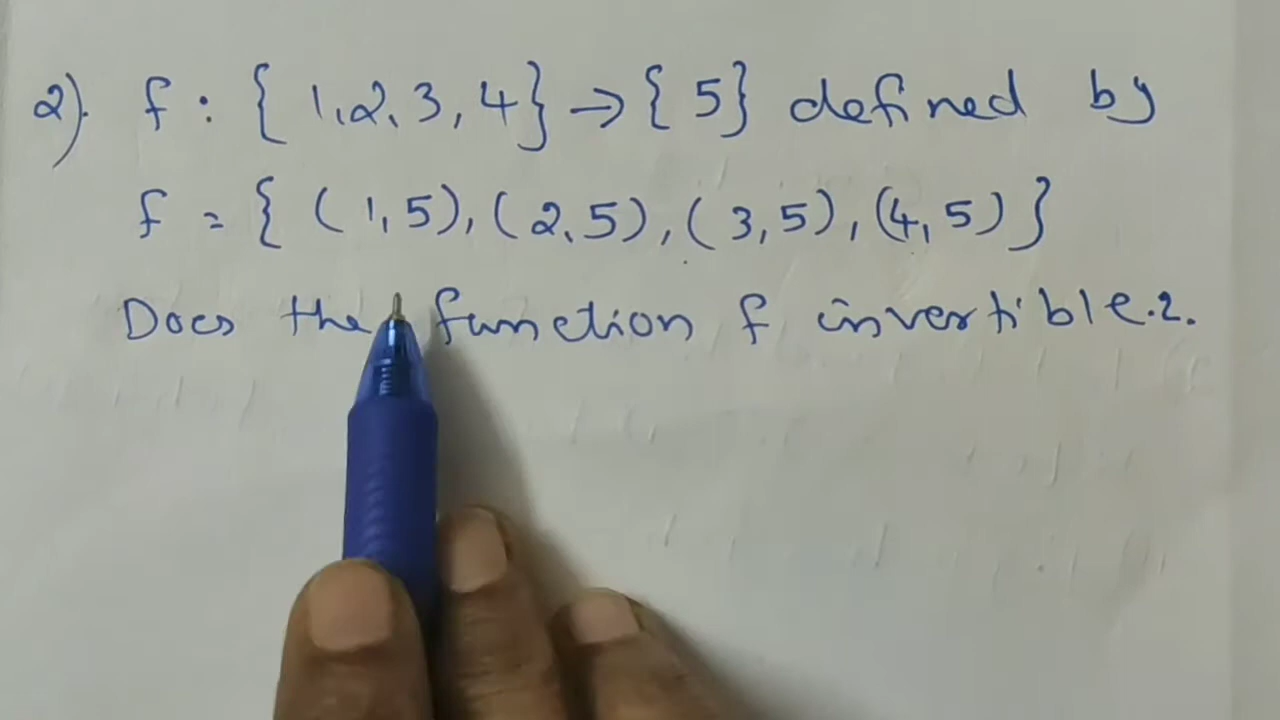 2). f : { 1,2,3,4} → { 5} defined by
f = { (1,5), (2,5), (3,5), (4,5) }
Does the function f invertible.?.